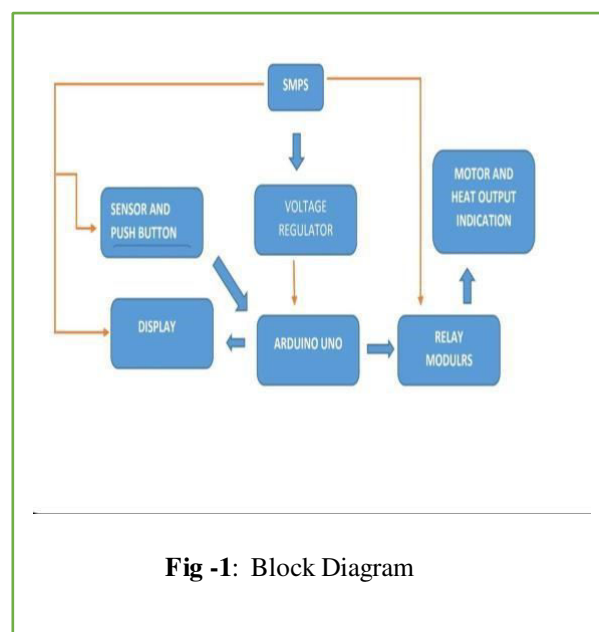 SMPS
MOTOR AND
HEAT OUTPUT
INDICATION
SENSOR AND
PUSH BUTTON
VOLTAGE
REGULATOR
DISPLAY
ARDUINO UNO
RELAY
MODULRS
Fig -1: Block Diagram